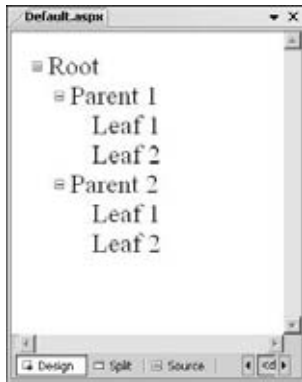 Default.aspx
Root
Parent 1
Leaf 1
Leaf 2
Parent 2
Leaf 1
Leaf 2
Design Split Source <d